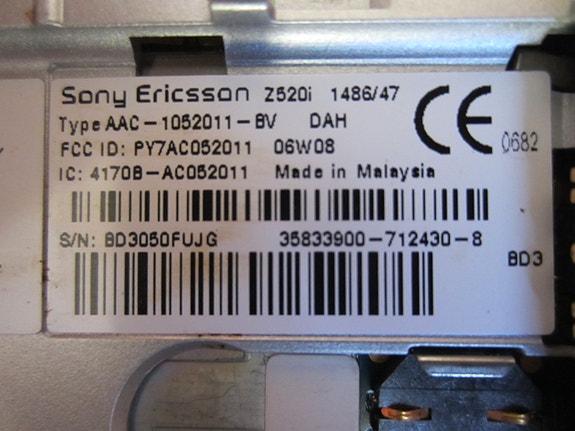 Sony Ericsson Z520i 1486/47
Type AAC-1052011-BV DAH
FCC ID: PY7AC052011 06W08
IC: 4170B-AC052011 Made in Malaysia
CE 0682
S/N: BD3050FUJG 35833900-712430-8
BD3